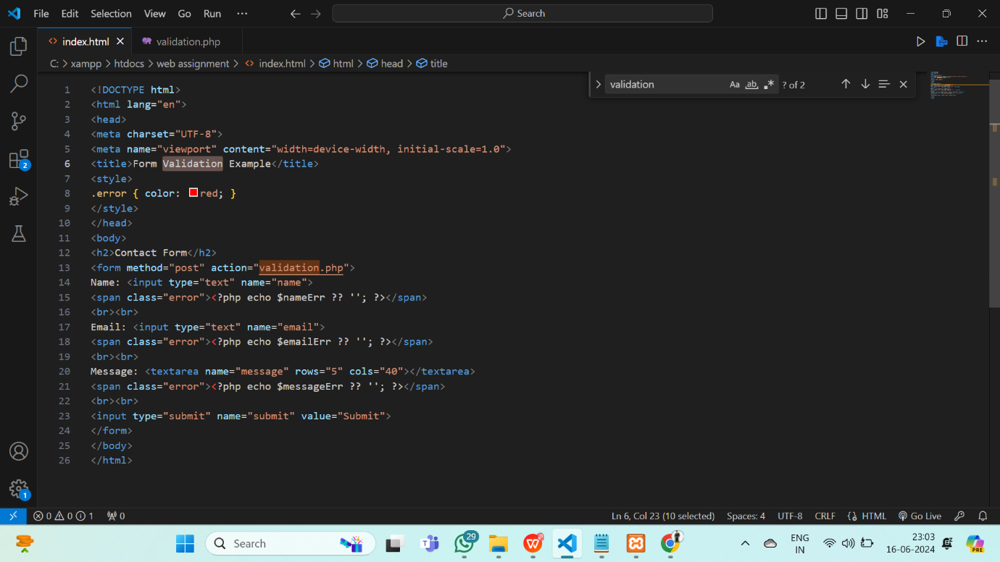 File Edit Selection View Go Run ··· Search
index.html validation.php
C: > xampp > htdocs > web assignment > index.html > html > head > title
validation Aa ab .* ? of 2
1 <!DOCTYPE html>
2 <html lang="en">
3 <head>
4 <meta charset="UTF-8">
5 <meta name="viewport" content="width=device-width, initial-scale=1.0">
6 <title>Form Validation Example</title>
7 <style>
8 .error { color: red; }
9 </style>
10 </head>
11 <body>
12 <h2>Contact Form</h2>
13 <form method="post" action="validation.php">
14 Name: <input type="text" name="name">
15 <span class="error"><?php echo $nameErr ?? ''; ?></span>
16 <br><br>
17 Email: <input type="text" name="email">
18 <span class="error"><?php echo $emailErr ?? ''; ?></span>
19 <br><br>
20 Message: <textarea name="message" rows="5" cols="40"></textarea>
21 <span class="error"><?php echo $messageErr ?? ''; ?></span>
22 <br><br>
23 <input type="submit" name="submit" value="Submit">
24 </form>
25 </body>
26 </html>
2
1
0 0 1 0 Ln 6, Col 23 (10 selected) Spaces: 4 UTF-8 CRLF HTML Go Live
Search 29 ENG 23:03
IN 16-06-2024 PRE